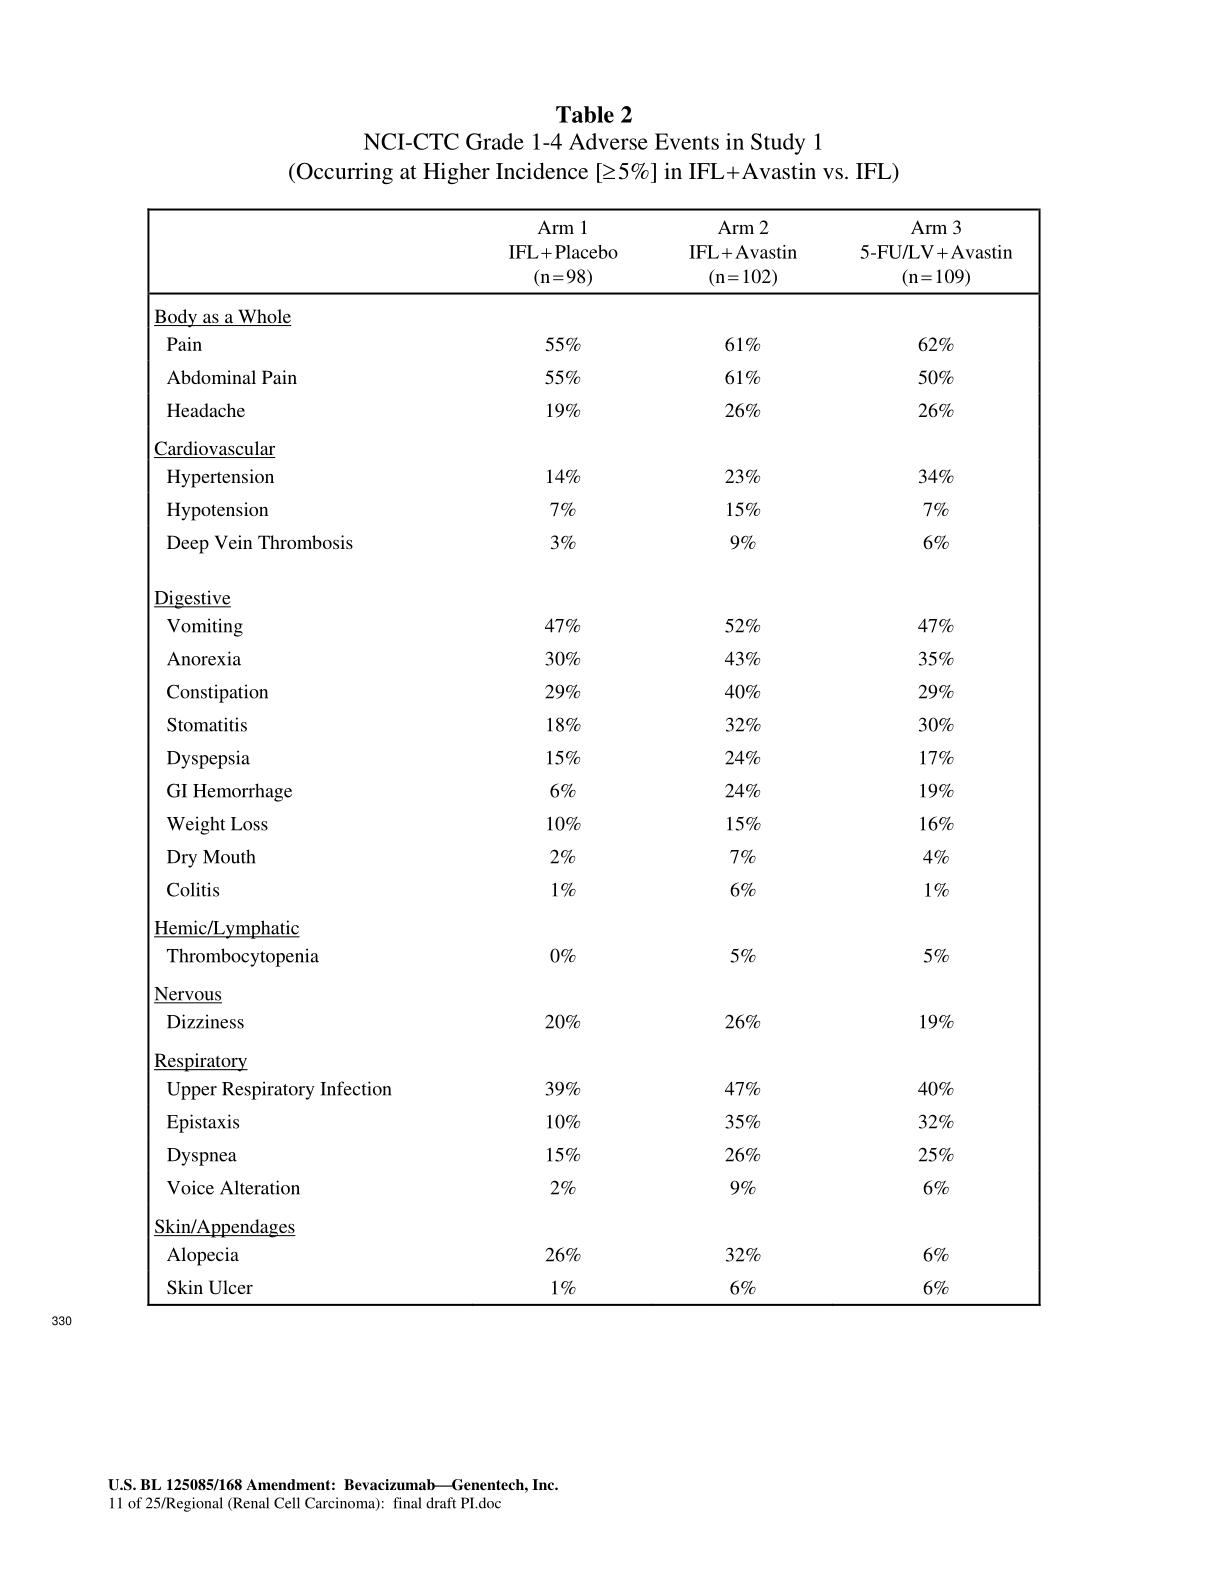 Table 2
NCI-CTC Grade 1-4 Adverse Events in Study 1
(Occurring at Higher Incidence [≥5%] in IFL+Avastin vs. IFL)
Arm 1 Arm 2 Arm 3
IFL+Placebo IFL+Avastin 5-FU/LV+Avastin
(n=98) (n=102) (n=109)
Body as a Whole
Pain 55% 61% 62%
Abdominal Pain 55% 61% 50%
Headache 19% 26% 26%
Cardiovascular
Hypertension 14% 23% 34%
Hypotension 7% 15% 7%
Deep Vein Thrombosis 3% 9% 6%
Digestive
Vomiting 47% 52% 47%
Anorexia 30% 43% 35%
Constipation 29% 40% 29%
Stomatitis 18% 32% 30%
Dyspepsia 15% 24% 17%
GI Hemorrhage 6% 24% 19%
Weight Loss 10% 15% 16%
Dry Mouth 2% 7% 4%
Colitis 1% 6% 1%
Hemic/Lymphatic
Thrombocytopenia 0% 5% 5%
Nervous
Dizziness 20% 26% 19%
Respiratory
Upper Respiratory Infection 39% 47% 40%
Epistaxis 10% 35% 32%
Dyspnea 15% 26% 25%
Voice Alteration 2% 9% 6%
Skin/Appendages
Alopecia 26% 32% 6%
Skin Ulcer 1% 6% 6%
330
U.S. BL 125085/168 Amendment: Bevacizumab—Genentech, Inc.
11 of 25/Regional (Renal Cell Carcinoma): final draft PI.doc